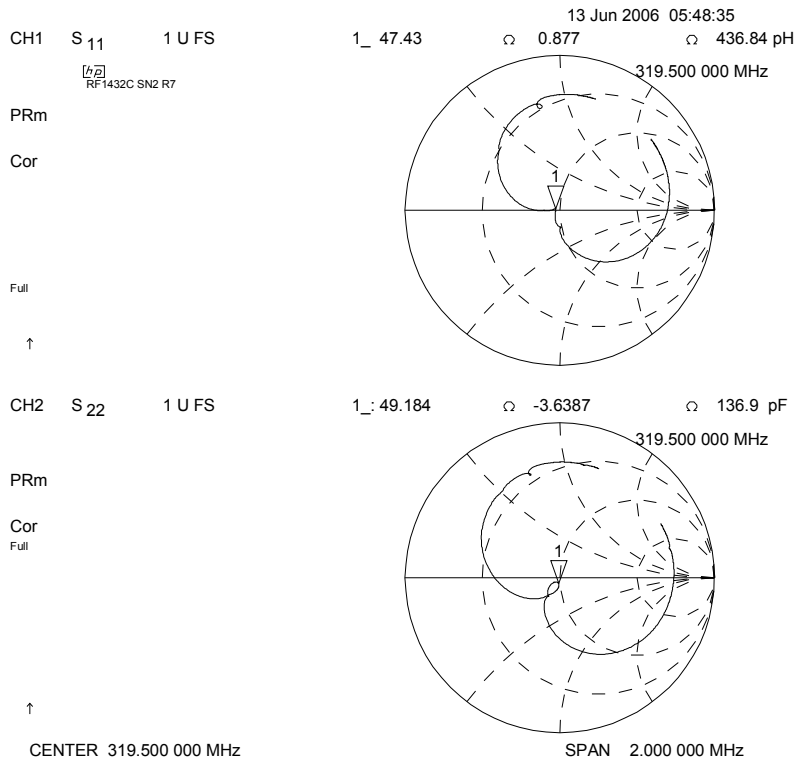 13 Jun 2006 05:48:35
CH1 S 11 1 U FS 1_ 47.43 Ω 0.877 Ω 436.84 pH
hp
RF1432C SN2 R7
319.500 000 MHz
PRm
Cor
1
Full
↑
CH2 S 22 1 U FS 1_: 49.184 Ω -3.6387 Ω 136.9 pF
319.500 000 MHz
PRm
Cor
Full
1
↑
CENTER 319.500 000 MHz SPAN 2.000 000 MHz